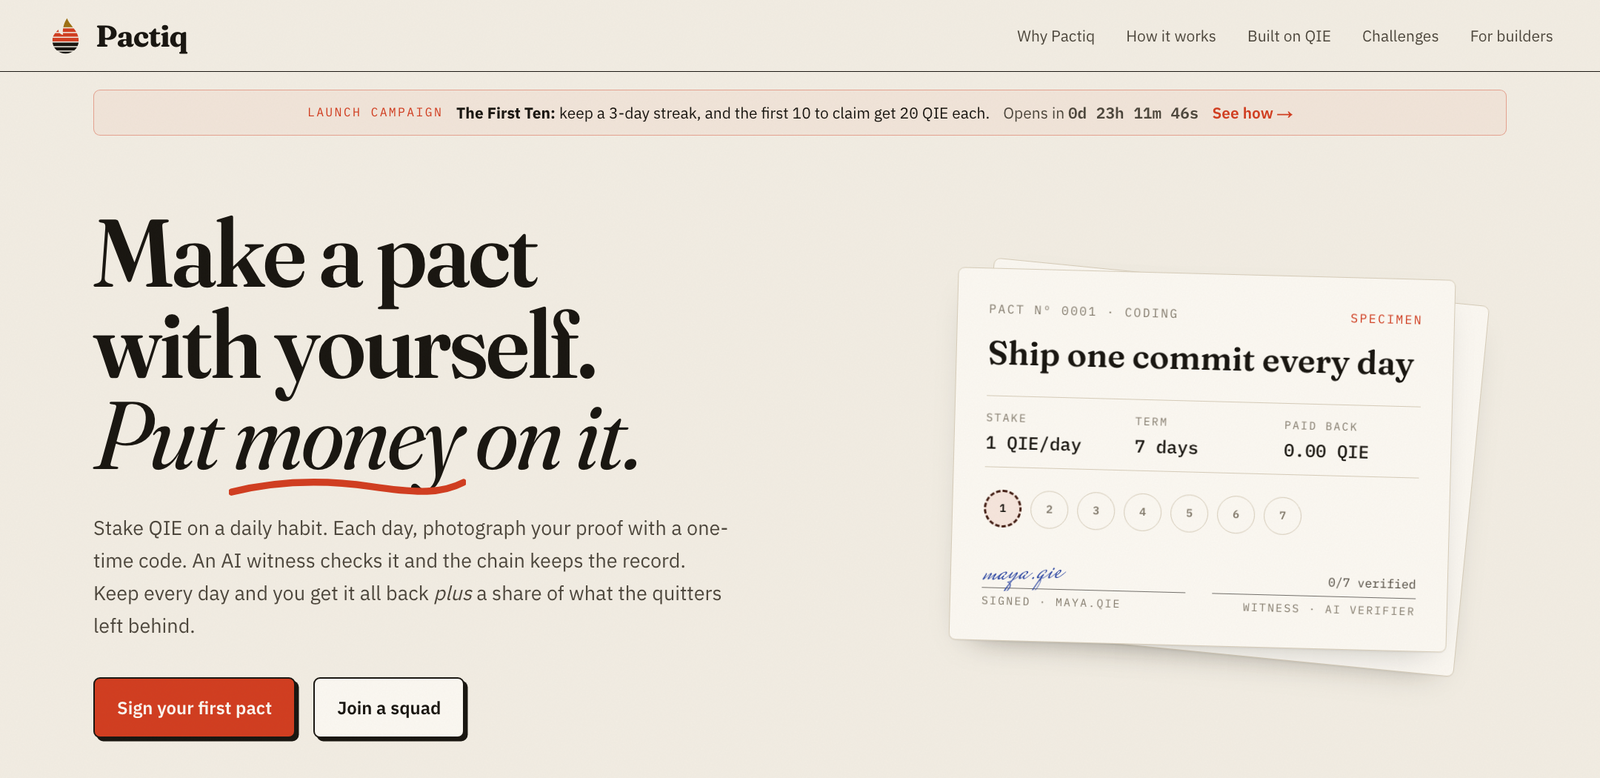 Pactiq
Why Pactiq How it works Built on QIE Challenges For builders
LAUNCH CAMPAIGN The First Ten: keep a 3-day streak, and the first 10 to claim get 20 QIE each. Opens in 0d 23h 11m 46s See how →
Make a pact
with yourself.
Put money on it.
Stake QIE on a daily habit. Each day, photograph your proof with a one-
time code. An AI witness checks it and the chain keeps the record.
Keep every day and you get it all back plus a share of what the quitters
left behind.
Sign your first pact Join a squad
PACT Nº 0001 · CODING SPECIMEN
Ship one commit every day
STAKE TERM PAID BACK
1 QIE/day 7 days 0.00 QIE
1 2 3 4 5 6 7
maya.qie 0/7 verified
SIGNED · MAYA.QIE WITNESS · AI VERIFIER